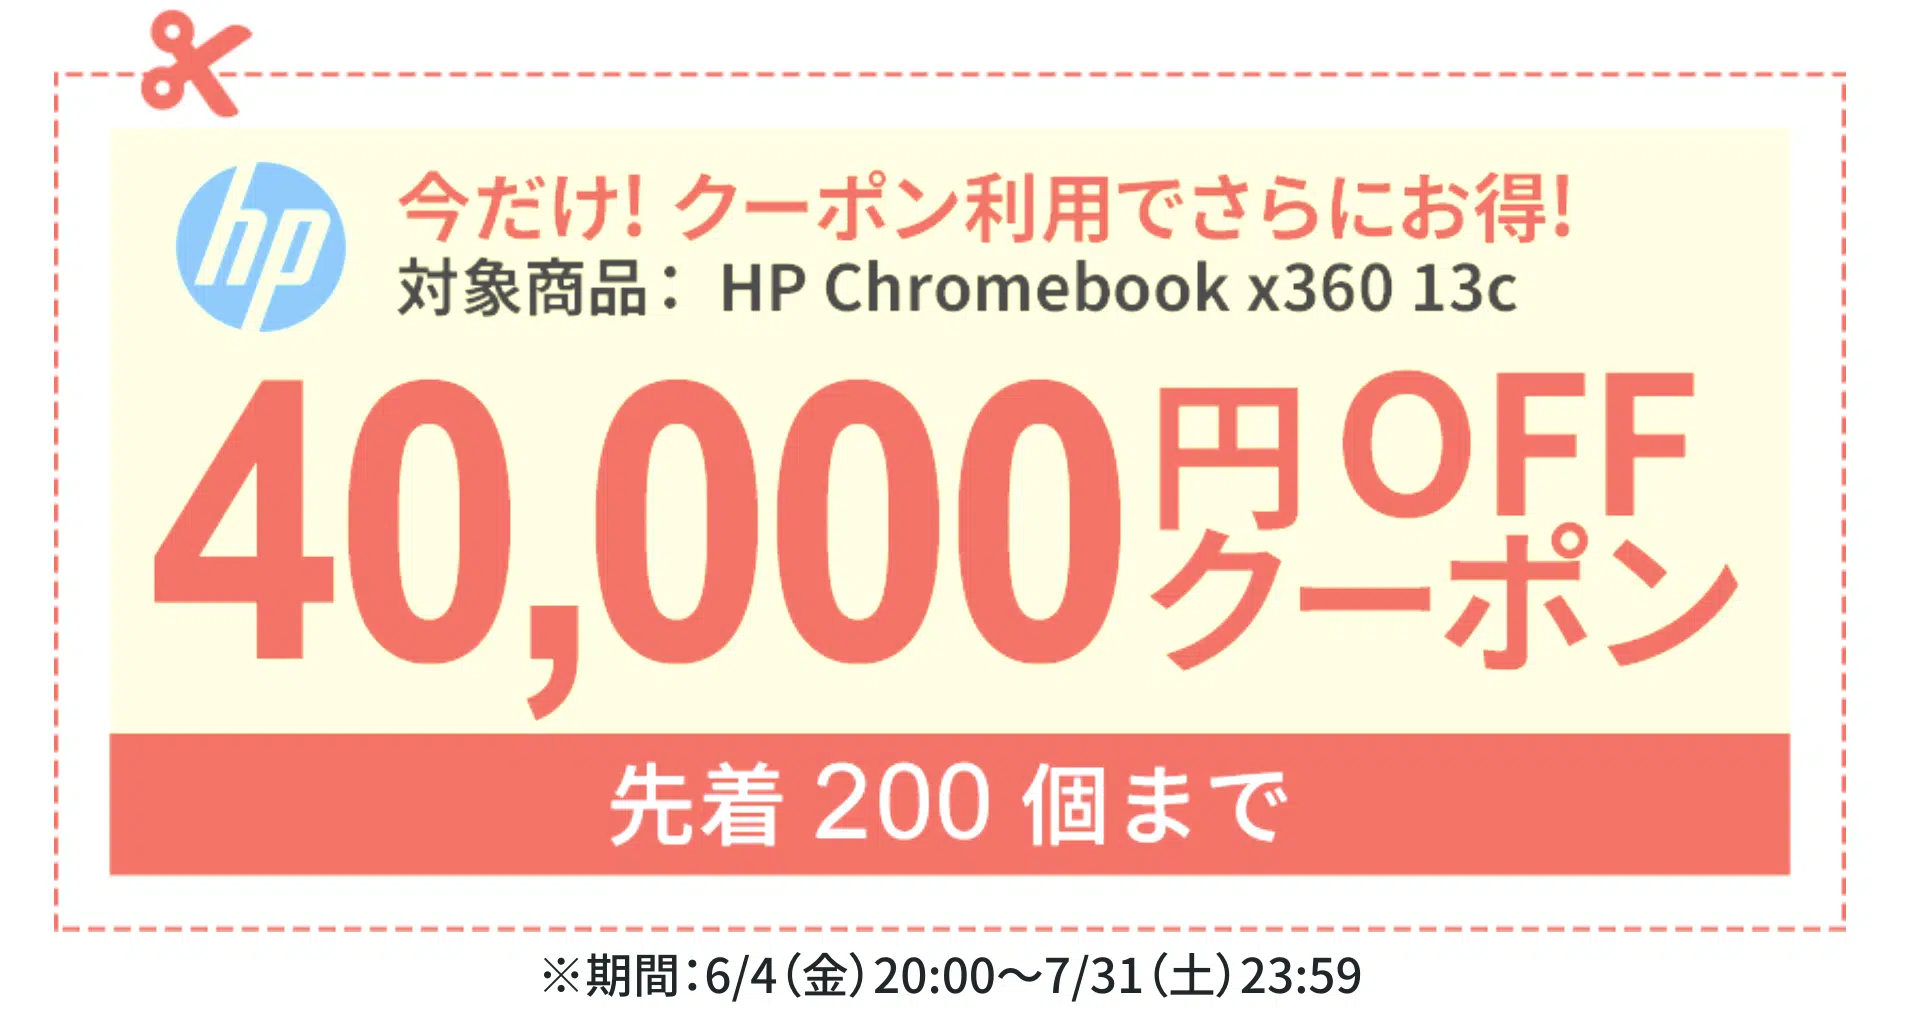 hp
今だけ! クーポン利用でさらにお得!
対象商品： HP Chromebook x360 13c
40,000円OFF
クーポン
先着 200 個まで
※期間：6/4（金）20:00〜7/31（土）23:59